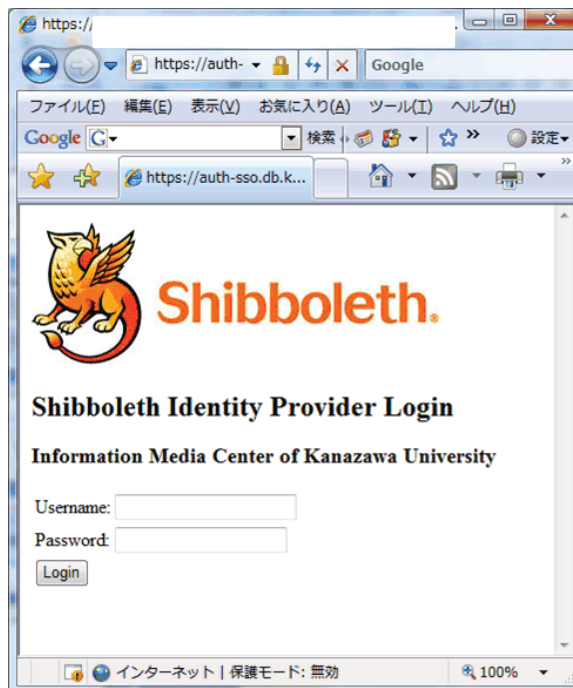 https://
https://auth-
Google
ファイル(F) 編集(E) 表示(V) お気に入り(A) ツール(T) ヘルプ(H)
Google G 検索 » 設定
https://auth-sso.db.k... »
Shibboleth®
Shibboleth Identity Provider Login
Information Media Center of Kanazawa University
Username:
Password:
Login
インターネット | 保護モード: 無効 100%